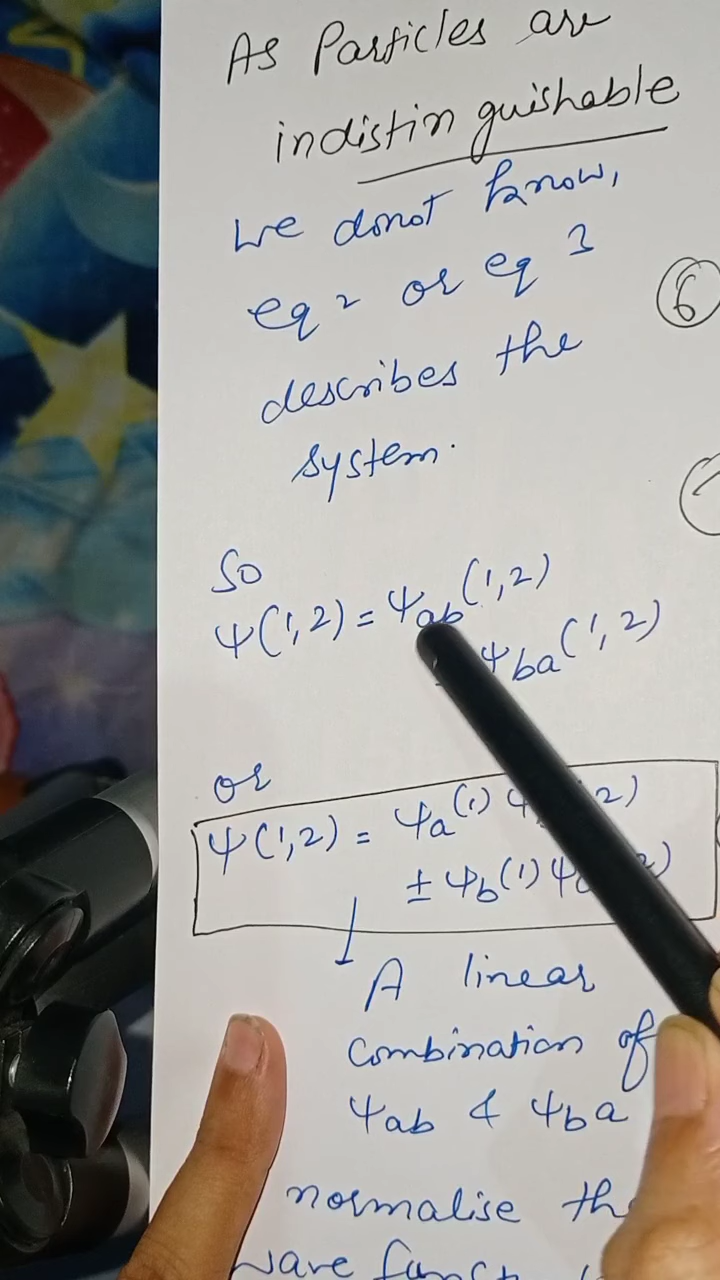 As Particles are
indistinguishable
We donot know,
eq 2 or eq 3
⑥
describes the
system.
So
Ψ(1,2) = Ψab(1,2)
Ψba(1,2)
or
Ψ(1,2) = Ψa(1) 2)
± Ψb(1) Ψ
A linear
Combination of
Ψab & Ψba
normalise
wave